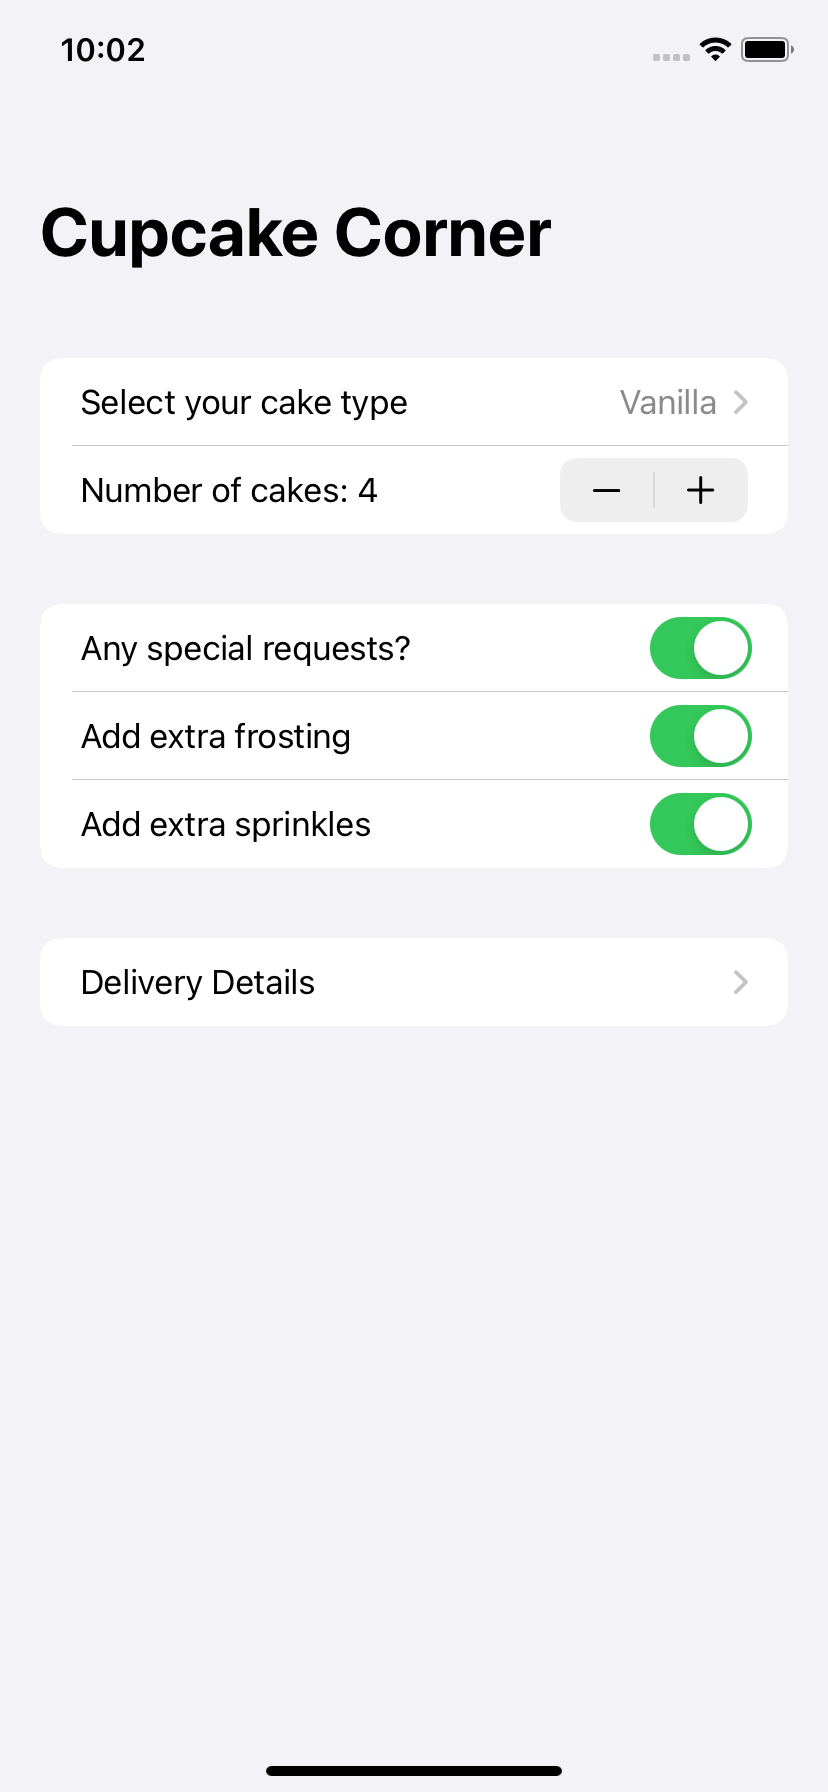 10:02
Cupcake Corner
Select your cake type Vanilla
Number of cakes: 4
Any special requests?
Add extra frosting
Add extra sprinkles
Delivery Details